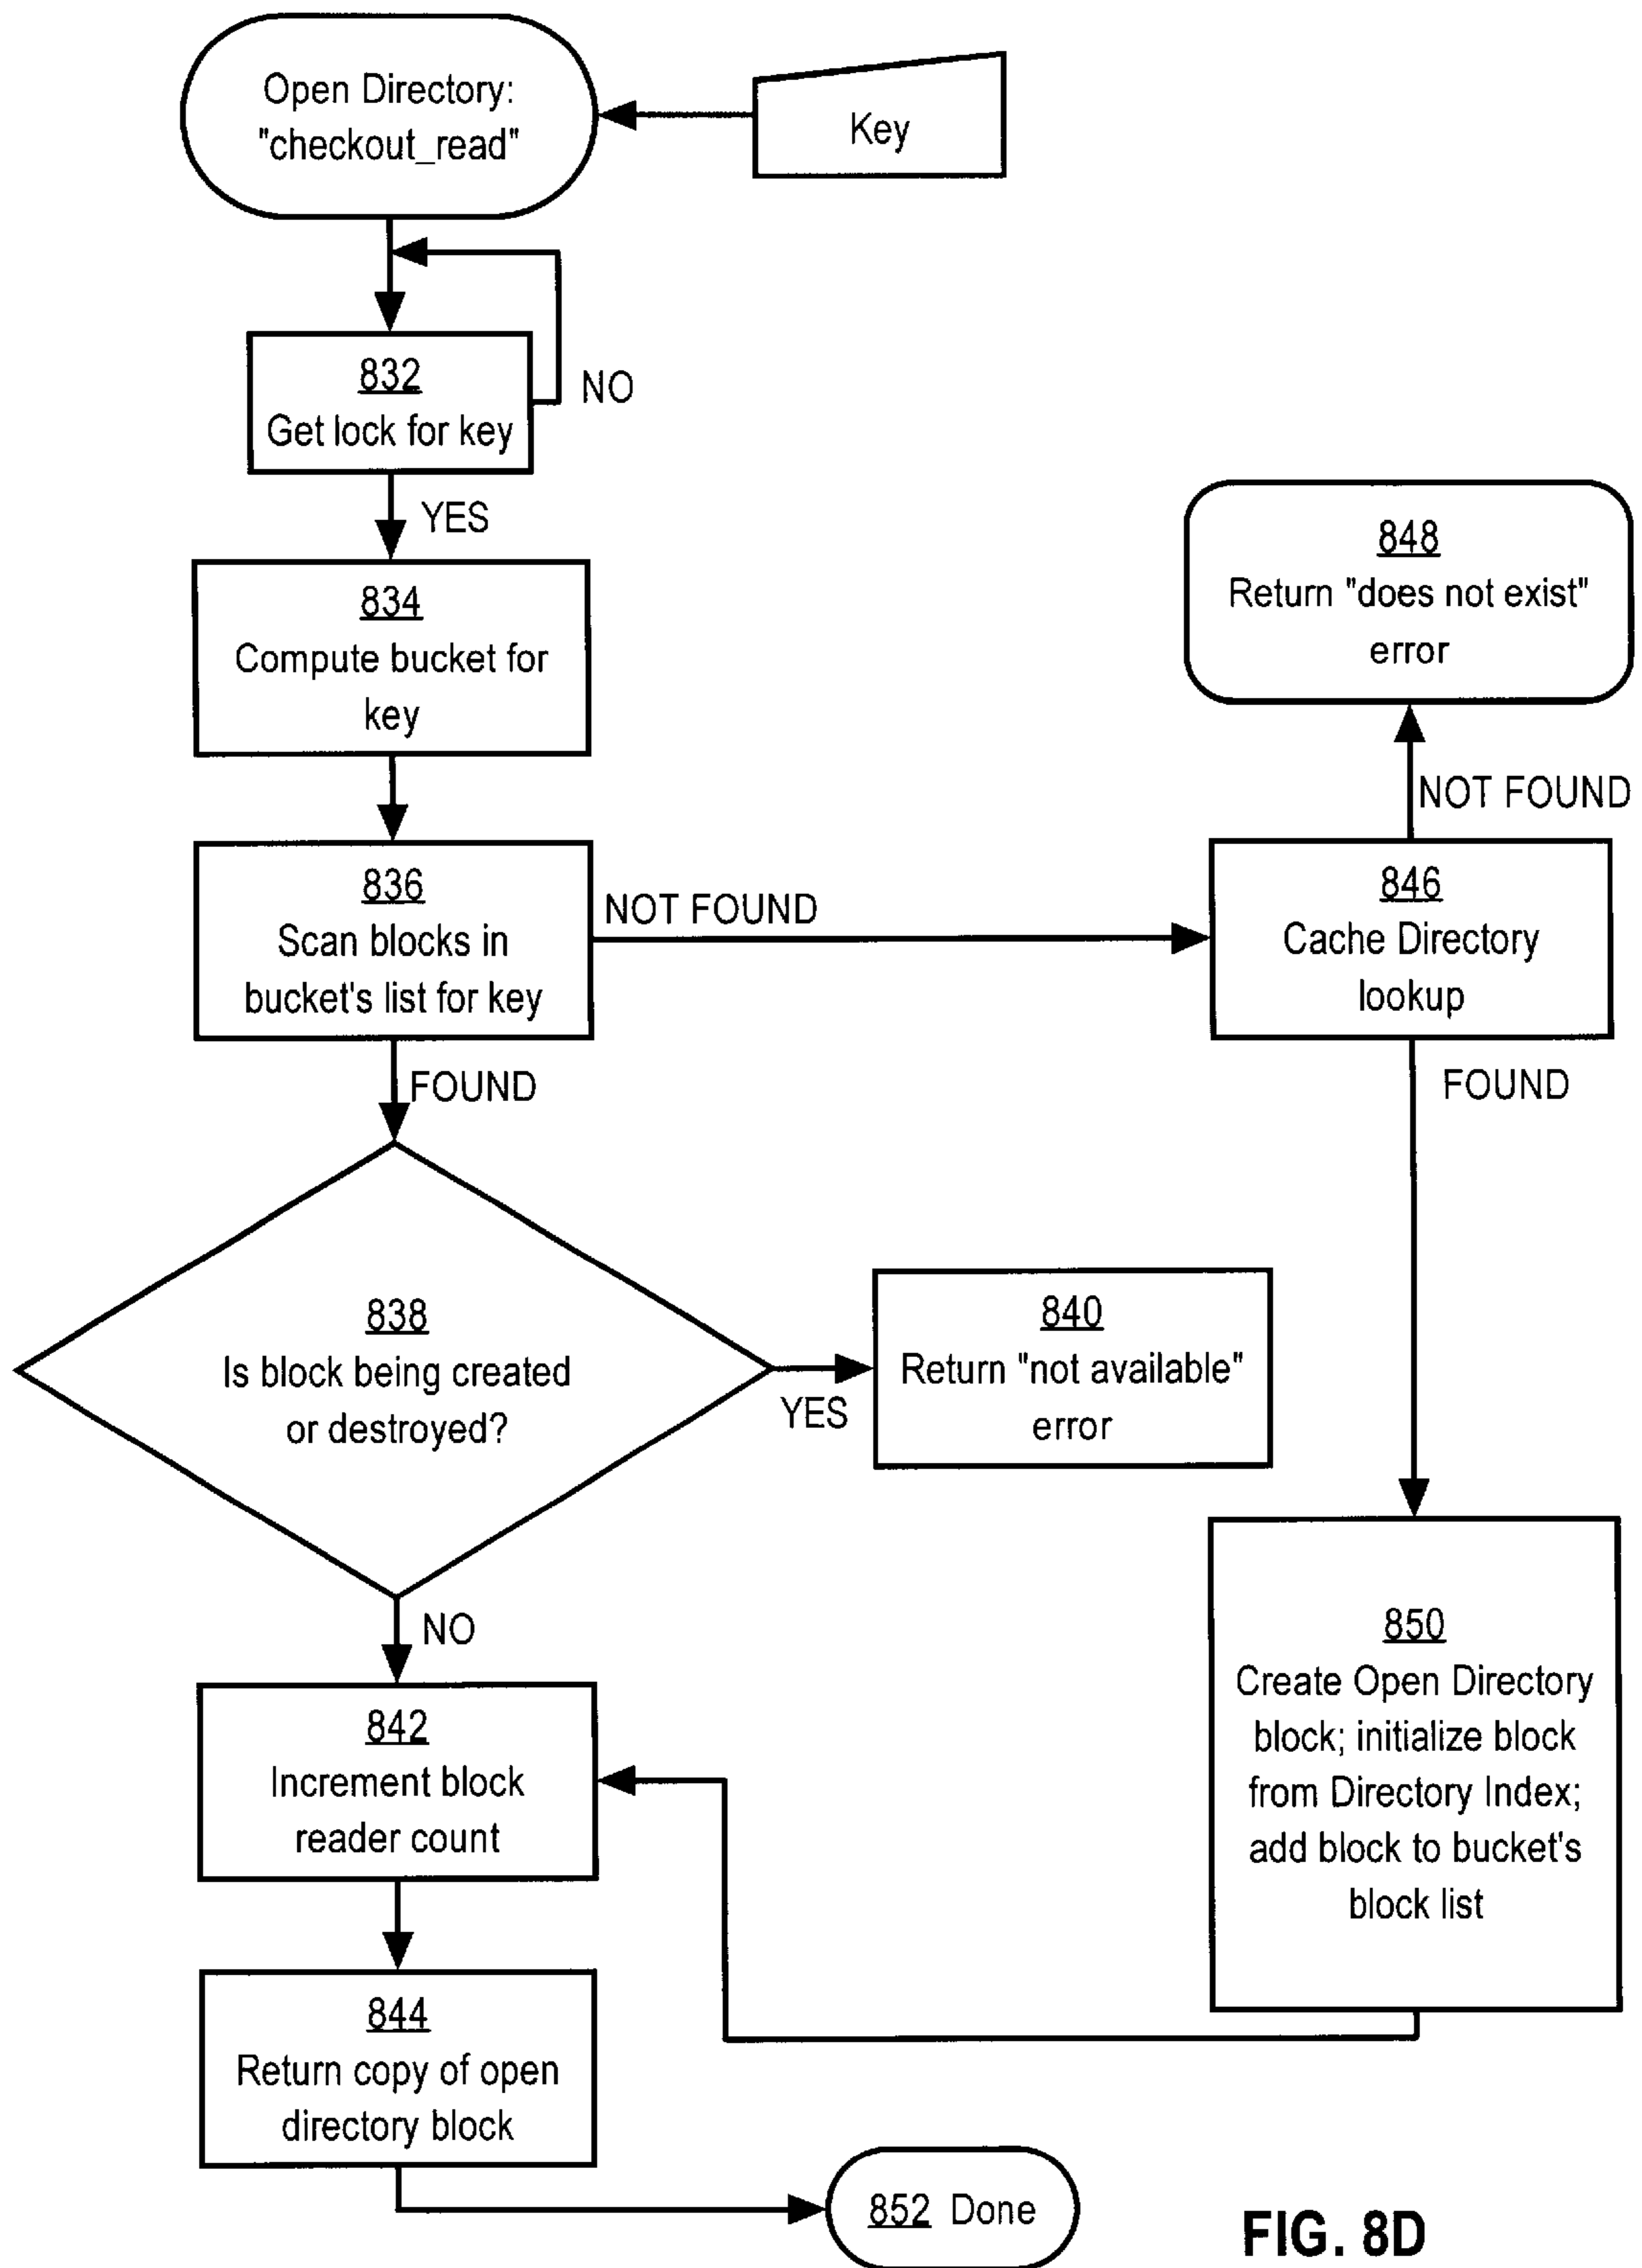 Open Directory:
"checkout_read"
Key
832
Get lock for key
NO
YES
834
Compute bucket for
key
848
Return "does not exist"
error
NOT FOUND
836
Scan blocks in
bucket's list for key
NOT FOUND
846
Cache Directory
lookup
FOUND
FOUND
838
Is block being created
or destroyed?
YES
840
Return "not available"
error
NO
842
Increment block
reader count
850
Create Open Directory
block; initialize block
from Directory Index;
add block to bucket's
block list
844
Return copy of open
directory block
852 Done
FIG. 8D